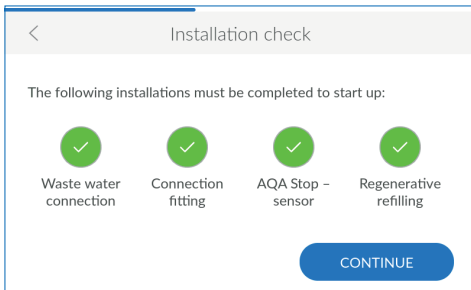 Installation check
The following installations must be completed to start up:
Waste water
connection
Connection
fitting
AQA Stop –
sensor
Regenerative
refilling
CONTINUE